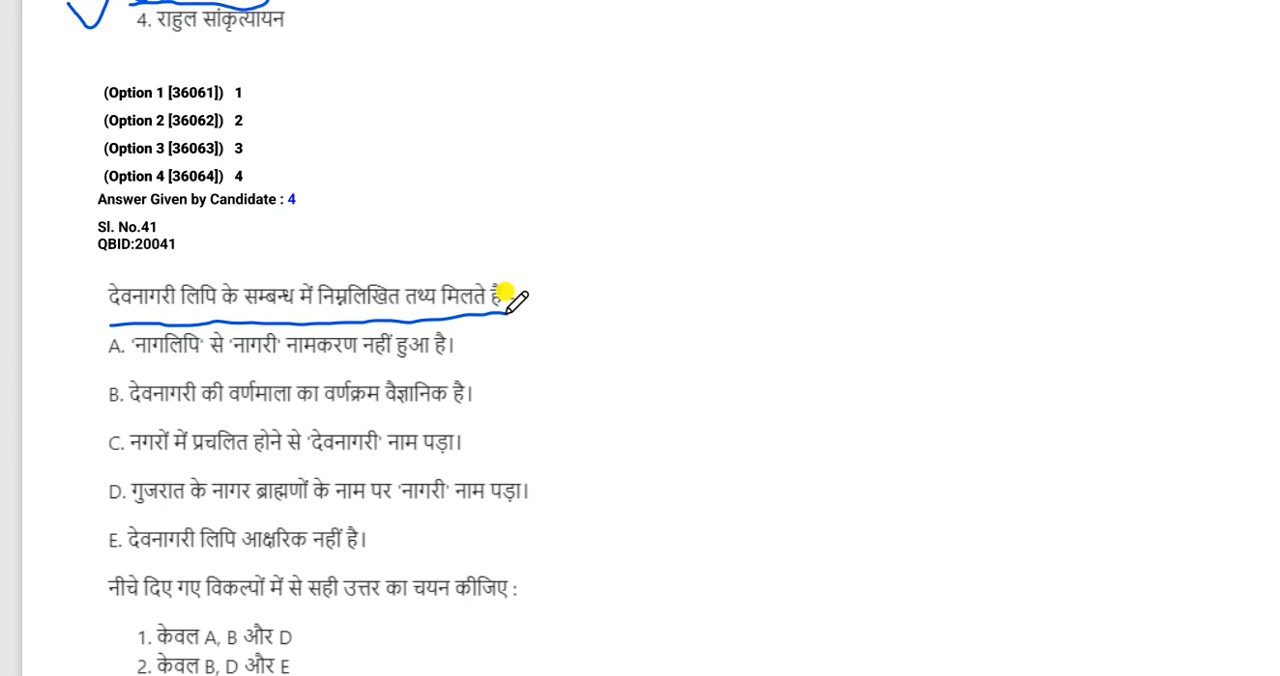 4. राहुल सांकृत्यायन
(Option 1 [36061]) 1
(Option 2 [36062]) 2
(Option 3 [36063]) 3
(Option 4 [36064]) 4
Answer Given by Candidate : 4
Sl. No.41
QBID:20041
देवनागरी लिपि के सम्बन्ध में निम्नलिखित तथ्य मिलते हैं
A. 'नागलिपि' से 'नागरी' नामकरण नहीं हुआ है।
B. देवनागरी की वर्णमाला का वर्णक्रम वैज्ञानिक है।
C. नगरों में प्रचलित होने से 'देवनागरी' नाम पड़ा।
D. गुजरात के नागर ब्राह्मणों के नाम पर 'नागरी' नाम पड़ा।
E. देवनागरी लिपि आक्षरिक नहीं है।
नीचे दिए गए विकल्पों में से सही उत्तर का चयन कीजिए :
1. केवल A, B और D
2. केवल B, D और E